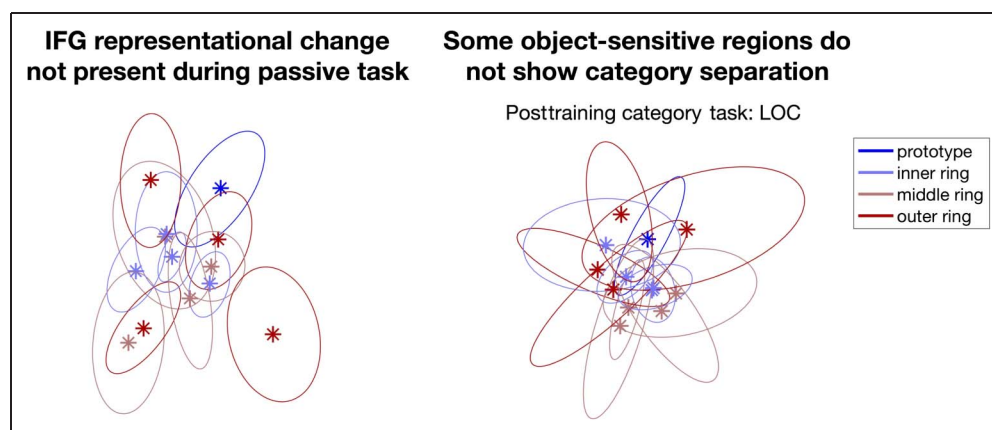 IFG representational change
not present during passive task
Some object-sensitive regions do
not show category separation
Posttraining category task: LOC
prototype
inner ring
middle ring
outer ring